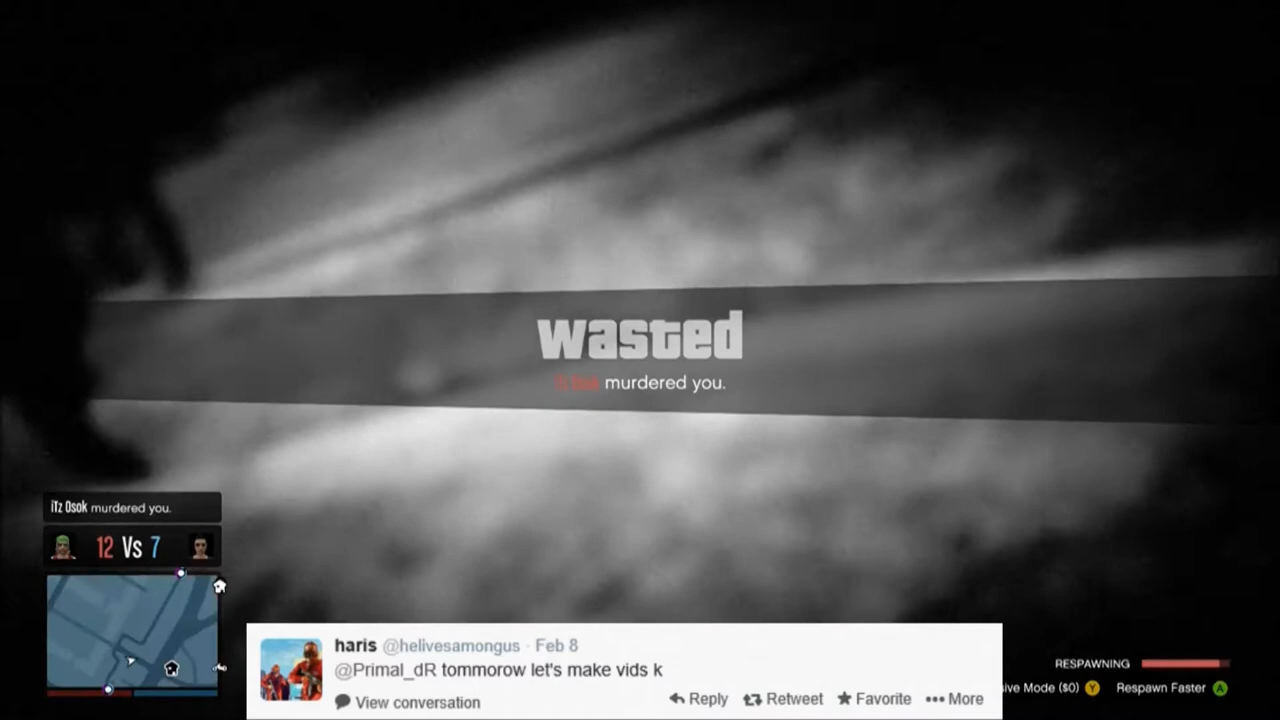 wasted
murdered you.
iTz Osok murdered you.
12 Vs 7
haris @helivesamongus · Feb 8
@Primal_dR tommorow let's make vids k
View conversation
Reply Retweet Favorite More
RESPAWNING
Mode ($0) Y Respawn Faster A